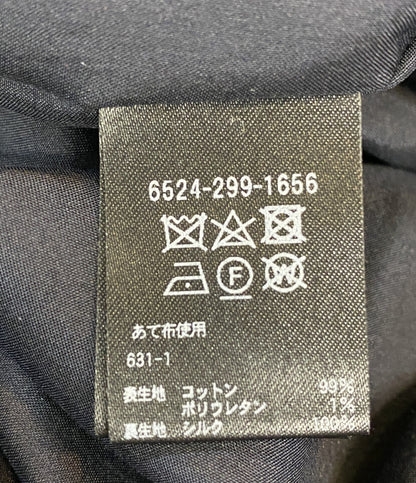 6524-299-1656
F W
あて布使用
631-1
表生地 コットン 99%
ポリウレタン 1%
裏生地 シルク 100%